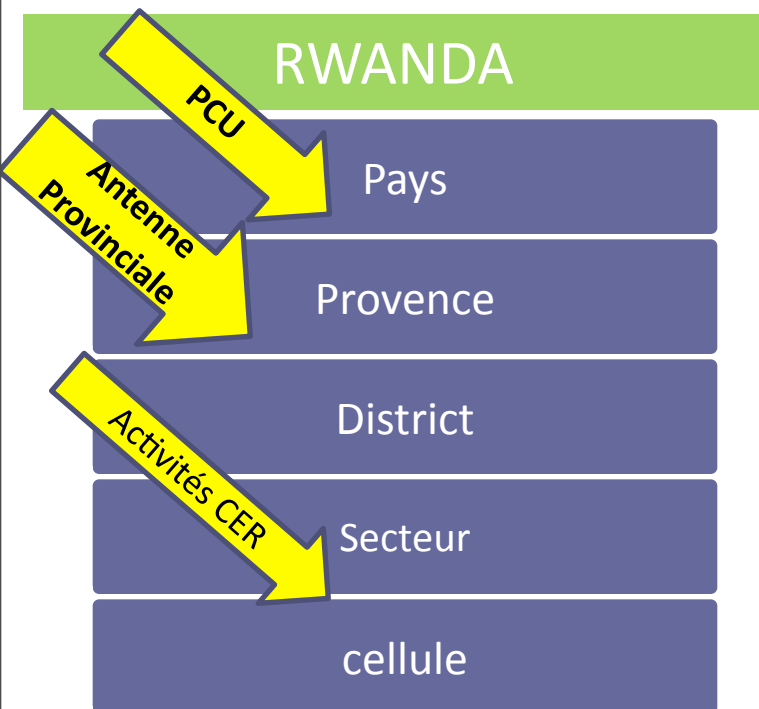 RWANDA
PCU
Pays
Antenne
Provinciale
Provence
District
Activités CER
Secteur
cellule